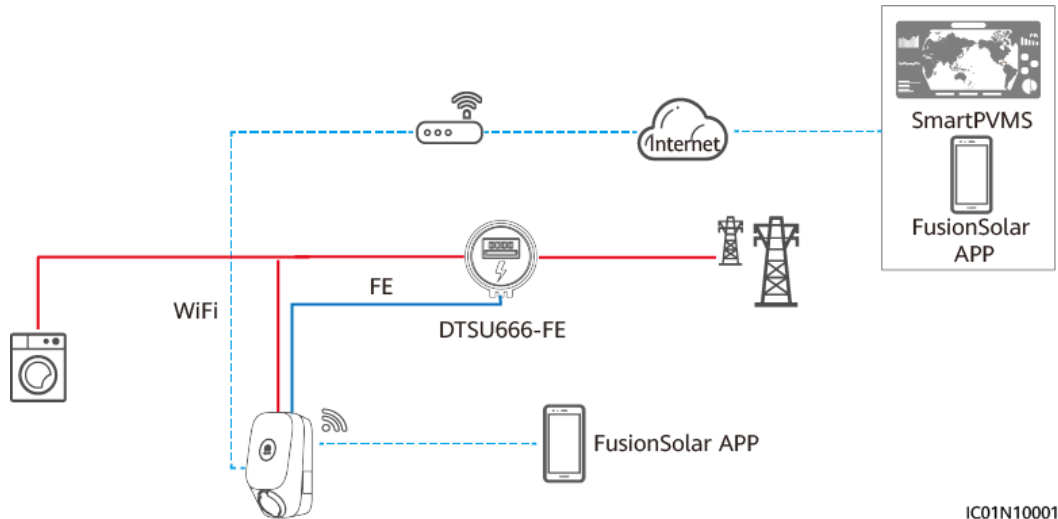 SmartPVMS
Internet
FusionSolar
APP
FE
WiFi
DTSU666-FE
FusionSolar APP
IC01N10001